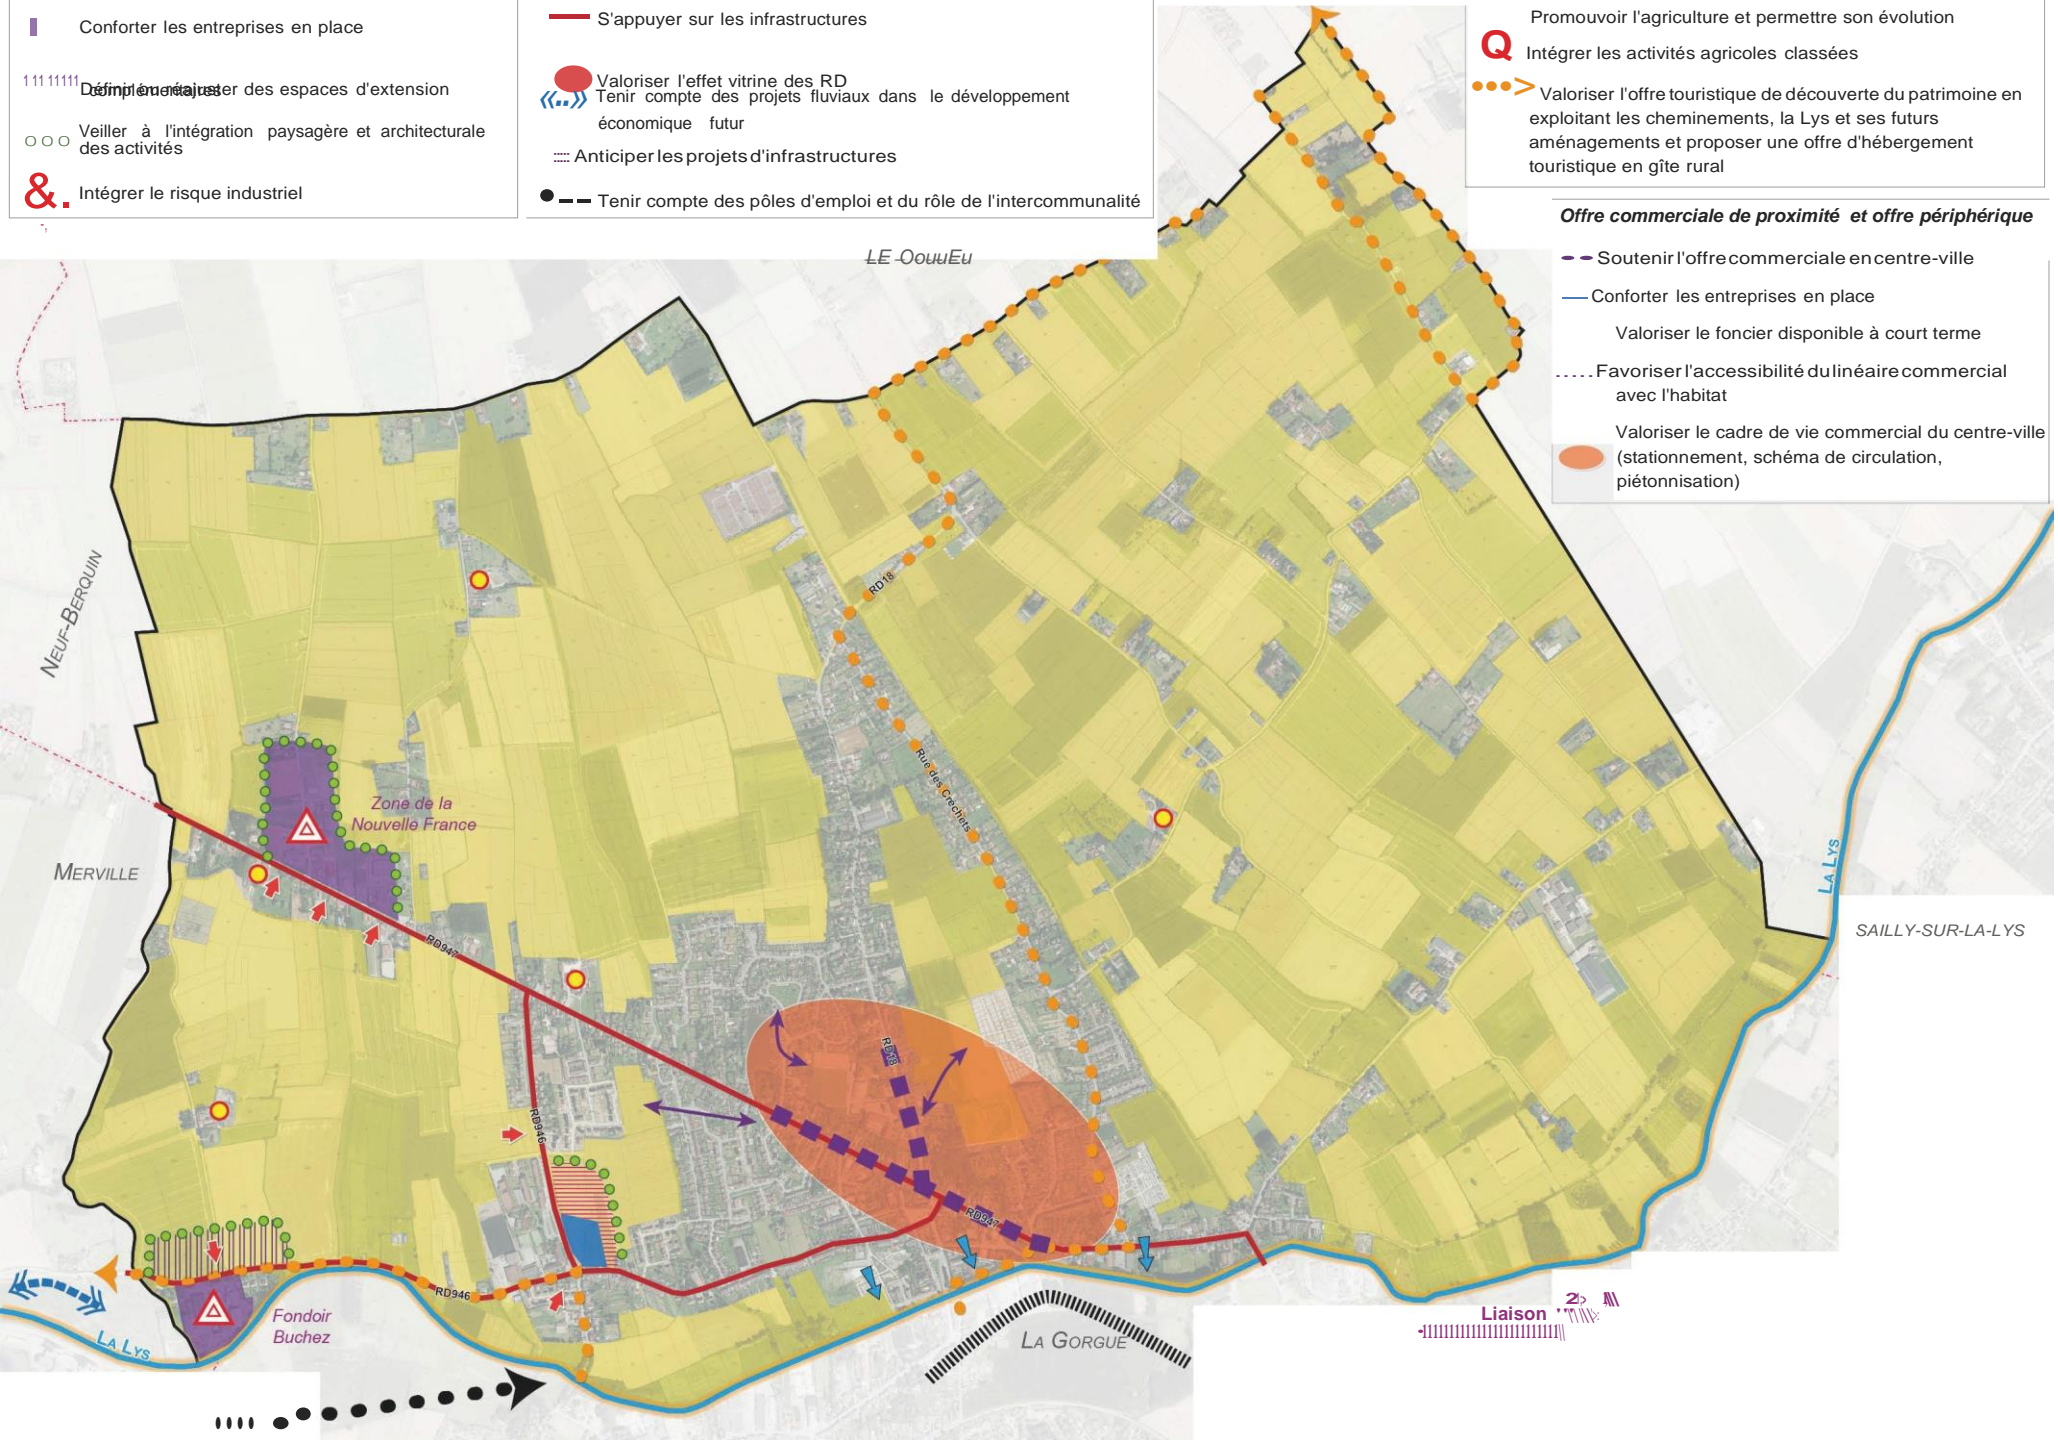 Conforter les entreprises en place
des espaces d'extension
Veiller à l'intégration paysagère et architecturale
des activités
&. Intégrer le risque industriel
S'appuyer sur les infrastructures
Valoriser l'effet vitrine des RD
Tenir compte des projets fluviaux dans le développement
économique futur
Anticiper les projets d'infrastructures
Tenir compte des pôles d'emploi et du rôle de l'intercommunalité
Promouvoir l'agriculture et permettre son évolution
Q Intégrer les activités agricoles classées
Valoriser l'offre touristique de découverte du patrimoine en
exploitant les cheminements, la Lys et ses futurs
aménagements et proposer une offre d'hébergement
touristique en gîte rural
Offre commerciale de proximité et offre périphérique
Soutenir l'offre commerciale en centre-ville
Conforter les entreprises en place
Valoriser le foncier disponible à court terme
Favoriser l'accessibilité du linéaire commercial
avec l'habitat
Valoriser le cadre de vie commercial du centre-ville
(stationnement, schéma de circulation,
piétonnisation)
LE OouuEu
NEUF-BERQUIN
RD18
Rue des Crechets
Zone de la
Nouvelle France
MERVILLE
LA LYS
SAILLY-SUR-LA-LYS
RD947
RD18
RD946
RD947
RD946
Fondoir
Buchez
LA LYS
LA GORGUE
Liaison